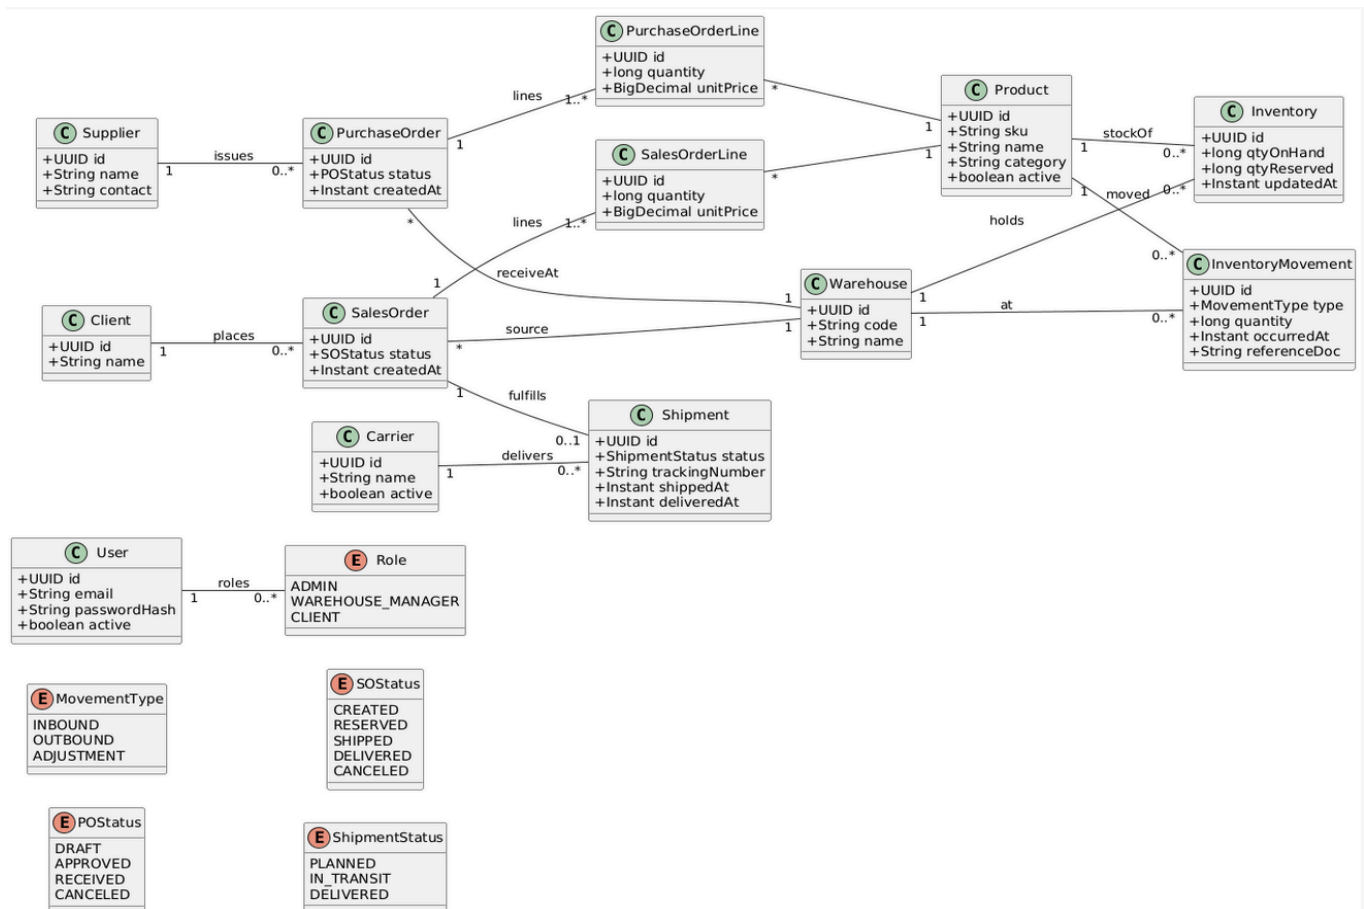 C PurchaseOrderLine
+UUID id
+long quantity
+BigDecimal unitPrice
C Product
+UUID id
+String sku
+String name
+String category
+boolean active
C Inventory
+UUID id
+long qtyOnHand
+long qtyReserved
+Instant updatedAt
C Supplier
+UUID id
+String name
+String contact
issues
1
0..*
C PurchaseOrder
+UUID id
+POStatus status
+Instant createdAt
lines
1
1..*
*
1
C SalesOrderLine
+UUID id
+long quantity
+BigDecimal unitPrice
*
1
stockOf
1
0..*
moved
1
0..*
holds
1
0..*
lines
1
1..*
receiveAt
*
1
C Client
+UUID id
+String name
places
1
0..*
C SalesOrder
+UUID id
+SOStatus status
+Instant createdAt
source
*
1
C Warehouse
+UUID id
+String code
+String name
at
1
0..*
C InventoryMovement
+UUID id
+MovementType type
+long quantity
+Instant occurredAt
+String referenceDoc
fulfills
1
0..1
C Carrier
+UUID id
+String name
+boolean active
delivers
1
0..*
C Shipment
+UUID id
+ShipmentStatus status
+String trackingNumber
+Instant shippedAt
+Instant deliveredAt
C User
+UUID id
+String email
+String passwordHash
+boolean active
roles
1
0..*
E Role
ADMIN
WAREHOUSE_MANAGER
CLIENT
E MovementType
INBOUND
OUTBOUND
ADJUSTMENT
E SOStatus
CREATED
RESERVED
SHIPPED
DELIVERED
CANCELED
E POStatus
DRAFT
APPROVED
RECEIVED
CANCELED
E ShipmentStatus
PLANNED
IN_TRANSIT
DELIVERED